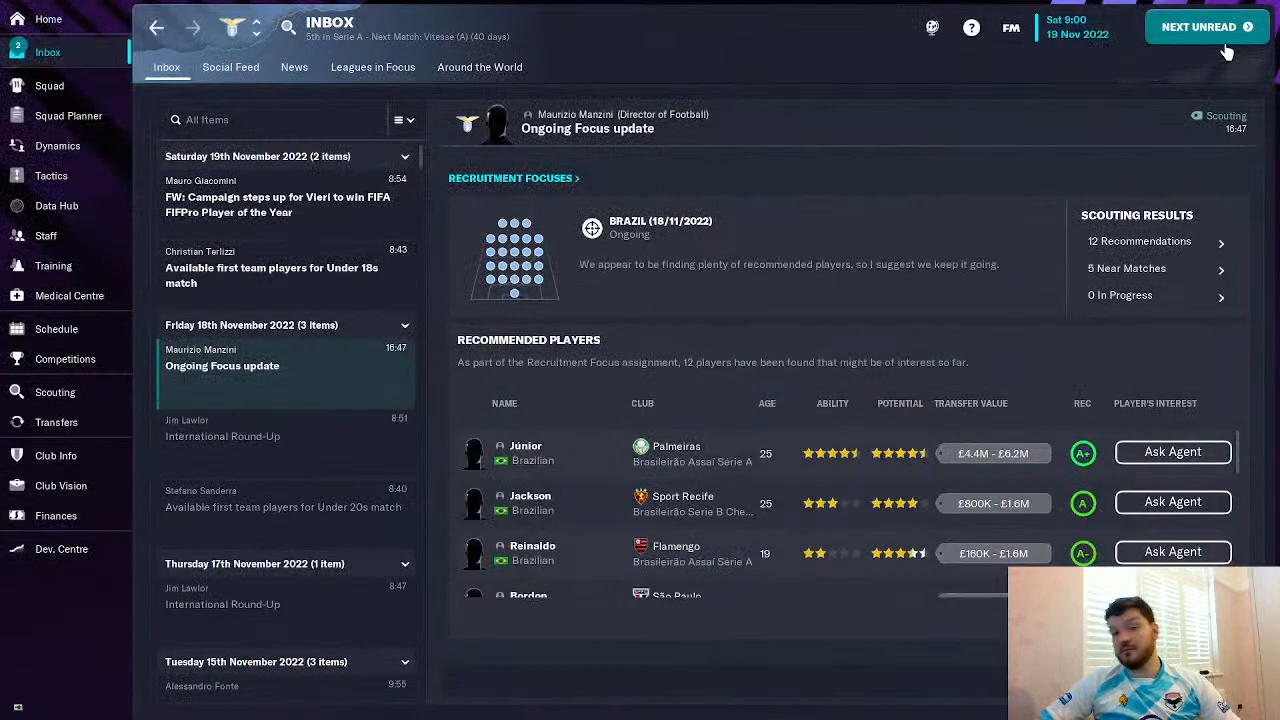 Home
INBOX
5th in Serie A - Next Match: Vitesse (A) (40 days)
FM
Sat 9:00
19 Nov 2022
NEXT UNREAD
2
Inbox
Squad
Squad Planner
Dynamics
Tactics
Data Hub
Staff
Training
Medical Centre
Schedule
Competitions
Scouting
Transfers
Club Info
Club Vision
Finances
Dev. Centre
Inbox
Social Feed
News
Leagues in Focus
Around the World
All Items
Saturday 19th November 2022 (2 items)
Mauro Giacomini
8:54
FW: Campaign steps up for Vieri to win FIFA
FIFPro Player of the Year
Christian Terlizzi
8:43
Available first team players for Under 18s
match
Friday 18th November 2022 (3 items)
Maurizio Manzini
16:47
Ongoing Focus update
Jim Lawlor
8:51
International Round-Up
Stefano Sanderra
8:40
Available first team players for Under 20s match
Thursday 17th November 2022 (1 item)
Jim Lawlor
8:47
International Round-Up
Tuesday 15th November 2022 (3 items)
Alessandro Fonte
9:55
Maurizio Manzini (Director of Football)
Ongoing Focus update
Scouting
16:47
RECRUITMENT FOCUSES >
BRAZIL (18/11/2022)
Ongoing
We appear to be finding plenty of recommended players, so I suggest we keep it going.
SCOUTING RESULTS
12 Recommendations
5 Near Matches
0 In Progress
RECOMMENDED PLAYERS
As part of the Recruitment Focus assignment, 12 players have been found that might be of interest so far.
NAME CLUB AGE ABILITY POTENTIAL TRANSFER VALUE REC PLAYER'S INTEREST
Júnior
Brazilian
Palmeiras
Brasileirão Assaí Série A
25
£4.4M - £6.2M
A+
Ask Agent
Jackson
Brazilian
Sport Recife
Brasileirão Serie B Che...
25
£800K - £1.6M
A
Ask Agent
Reinaldo
Brazilian
Flamengo
Brasileirão Assaí Série A
19
£160K - £1.6M
A-
Ask Agent
Bordon
São Paulo